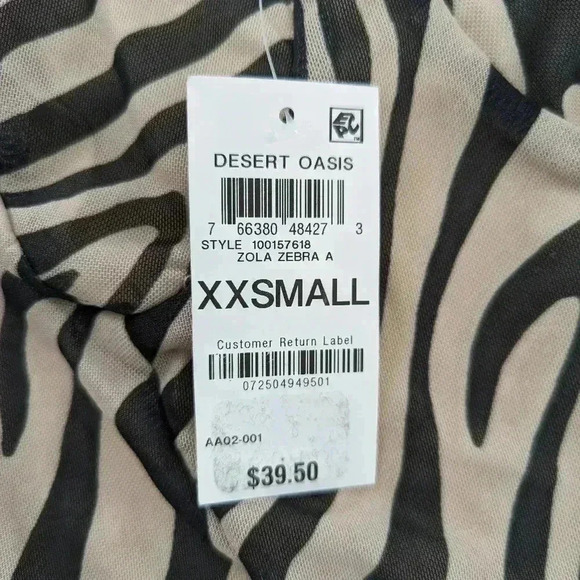 DESERT OASIS
7 66380 48427 3
STYLE 100157618
ZOLA ZEBRA A
XXSMALL
Customer Return Label
072504949501
AA02-001
$39.50